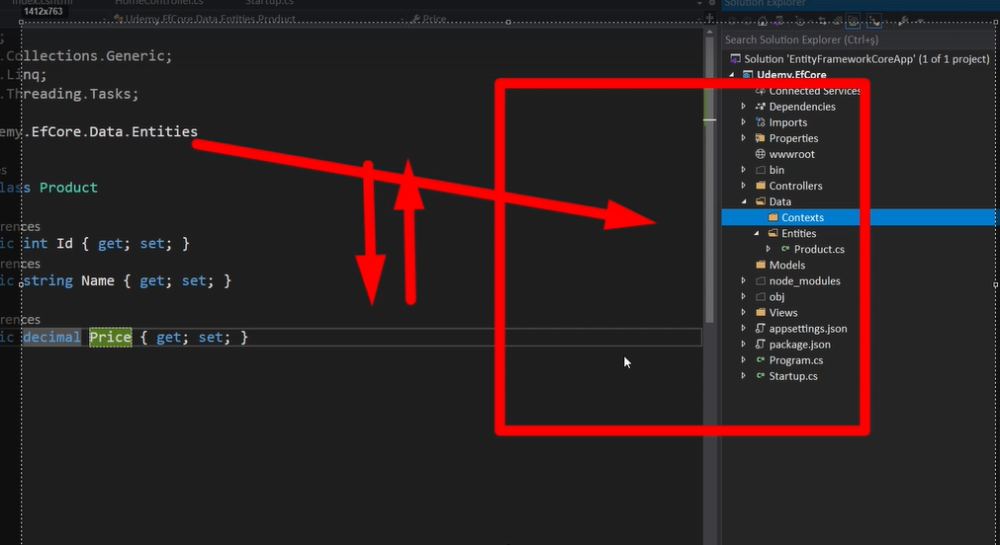 index.cshtml HomeController.cs Startup.cs
1412x763
Udemy.EfCore.Data.Entities.Product Price
;
.Collections.Generic;
.Linq;
.Threading.Tasks;
emy.EfCore.Data.Entities
es
lass Product
rences
ic int Id { get; set; }
rences
ic string Name { get; set; }
rences
ic decimal Price { get; set; }
Solution Explorer
Search Solution Explorer (Ctrl+ş)
Solution 'EntityFrameworkCoreApp' (1 of 1 project)
Udemy.EfCore
Connected Services
Dependencies
Imports
Properties
wwwroot
bin
Controllers
Data
Contexts
Entities
C# Product.cs
Models
node_modules
obj
Views
appsettings.json
package.json
C# Program.cs
C# Startup.cs